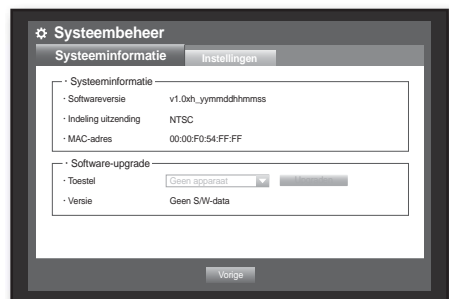 Systeembeheer
Systeeminformatie Instellingen
· Systeeminformatie
· Softwareversie v1.0xh_yymmddhhmmss
· Indeling uitzending NTSC
· MAC-adres 00:00:F0:54:FF:FF
· Software-upgrade
· Toestel Geen apparaat
· Versie Geen S/W-data
Vorige